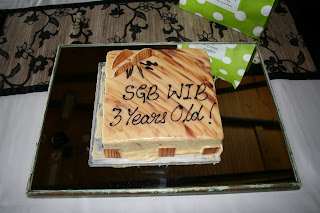 SGB WIB
3 Years Old!